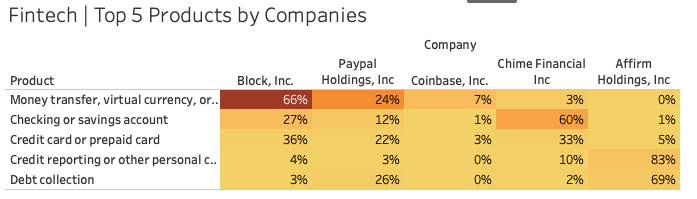 Fintech | Top 5 Products by Companies
Company
Product Block, Inc. Paypal Holdings, Inc Coinbase, Inc. Chime Financial Inc Affirm Holdings, Inc
Money transfer, virtual currency, or.. 66% 24% 7% 3% 0%
Checking or savings account 27% 12% 1% 60% 1%
Credit card or prepaid card 36% 22% 3% 33% 5%
Credit reporting or other personal c.. 4% 3% 0% 10% 83%
Debt collection 3% 26% 0% 2% 69%